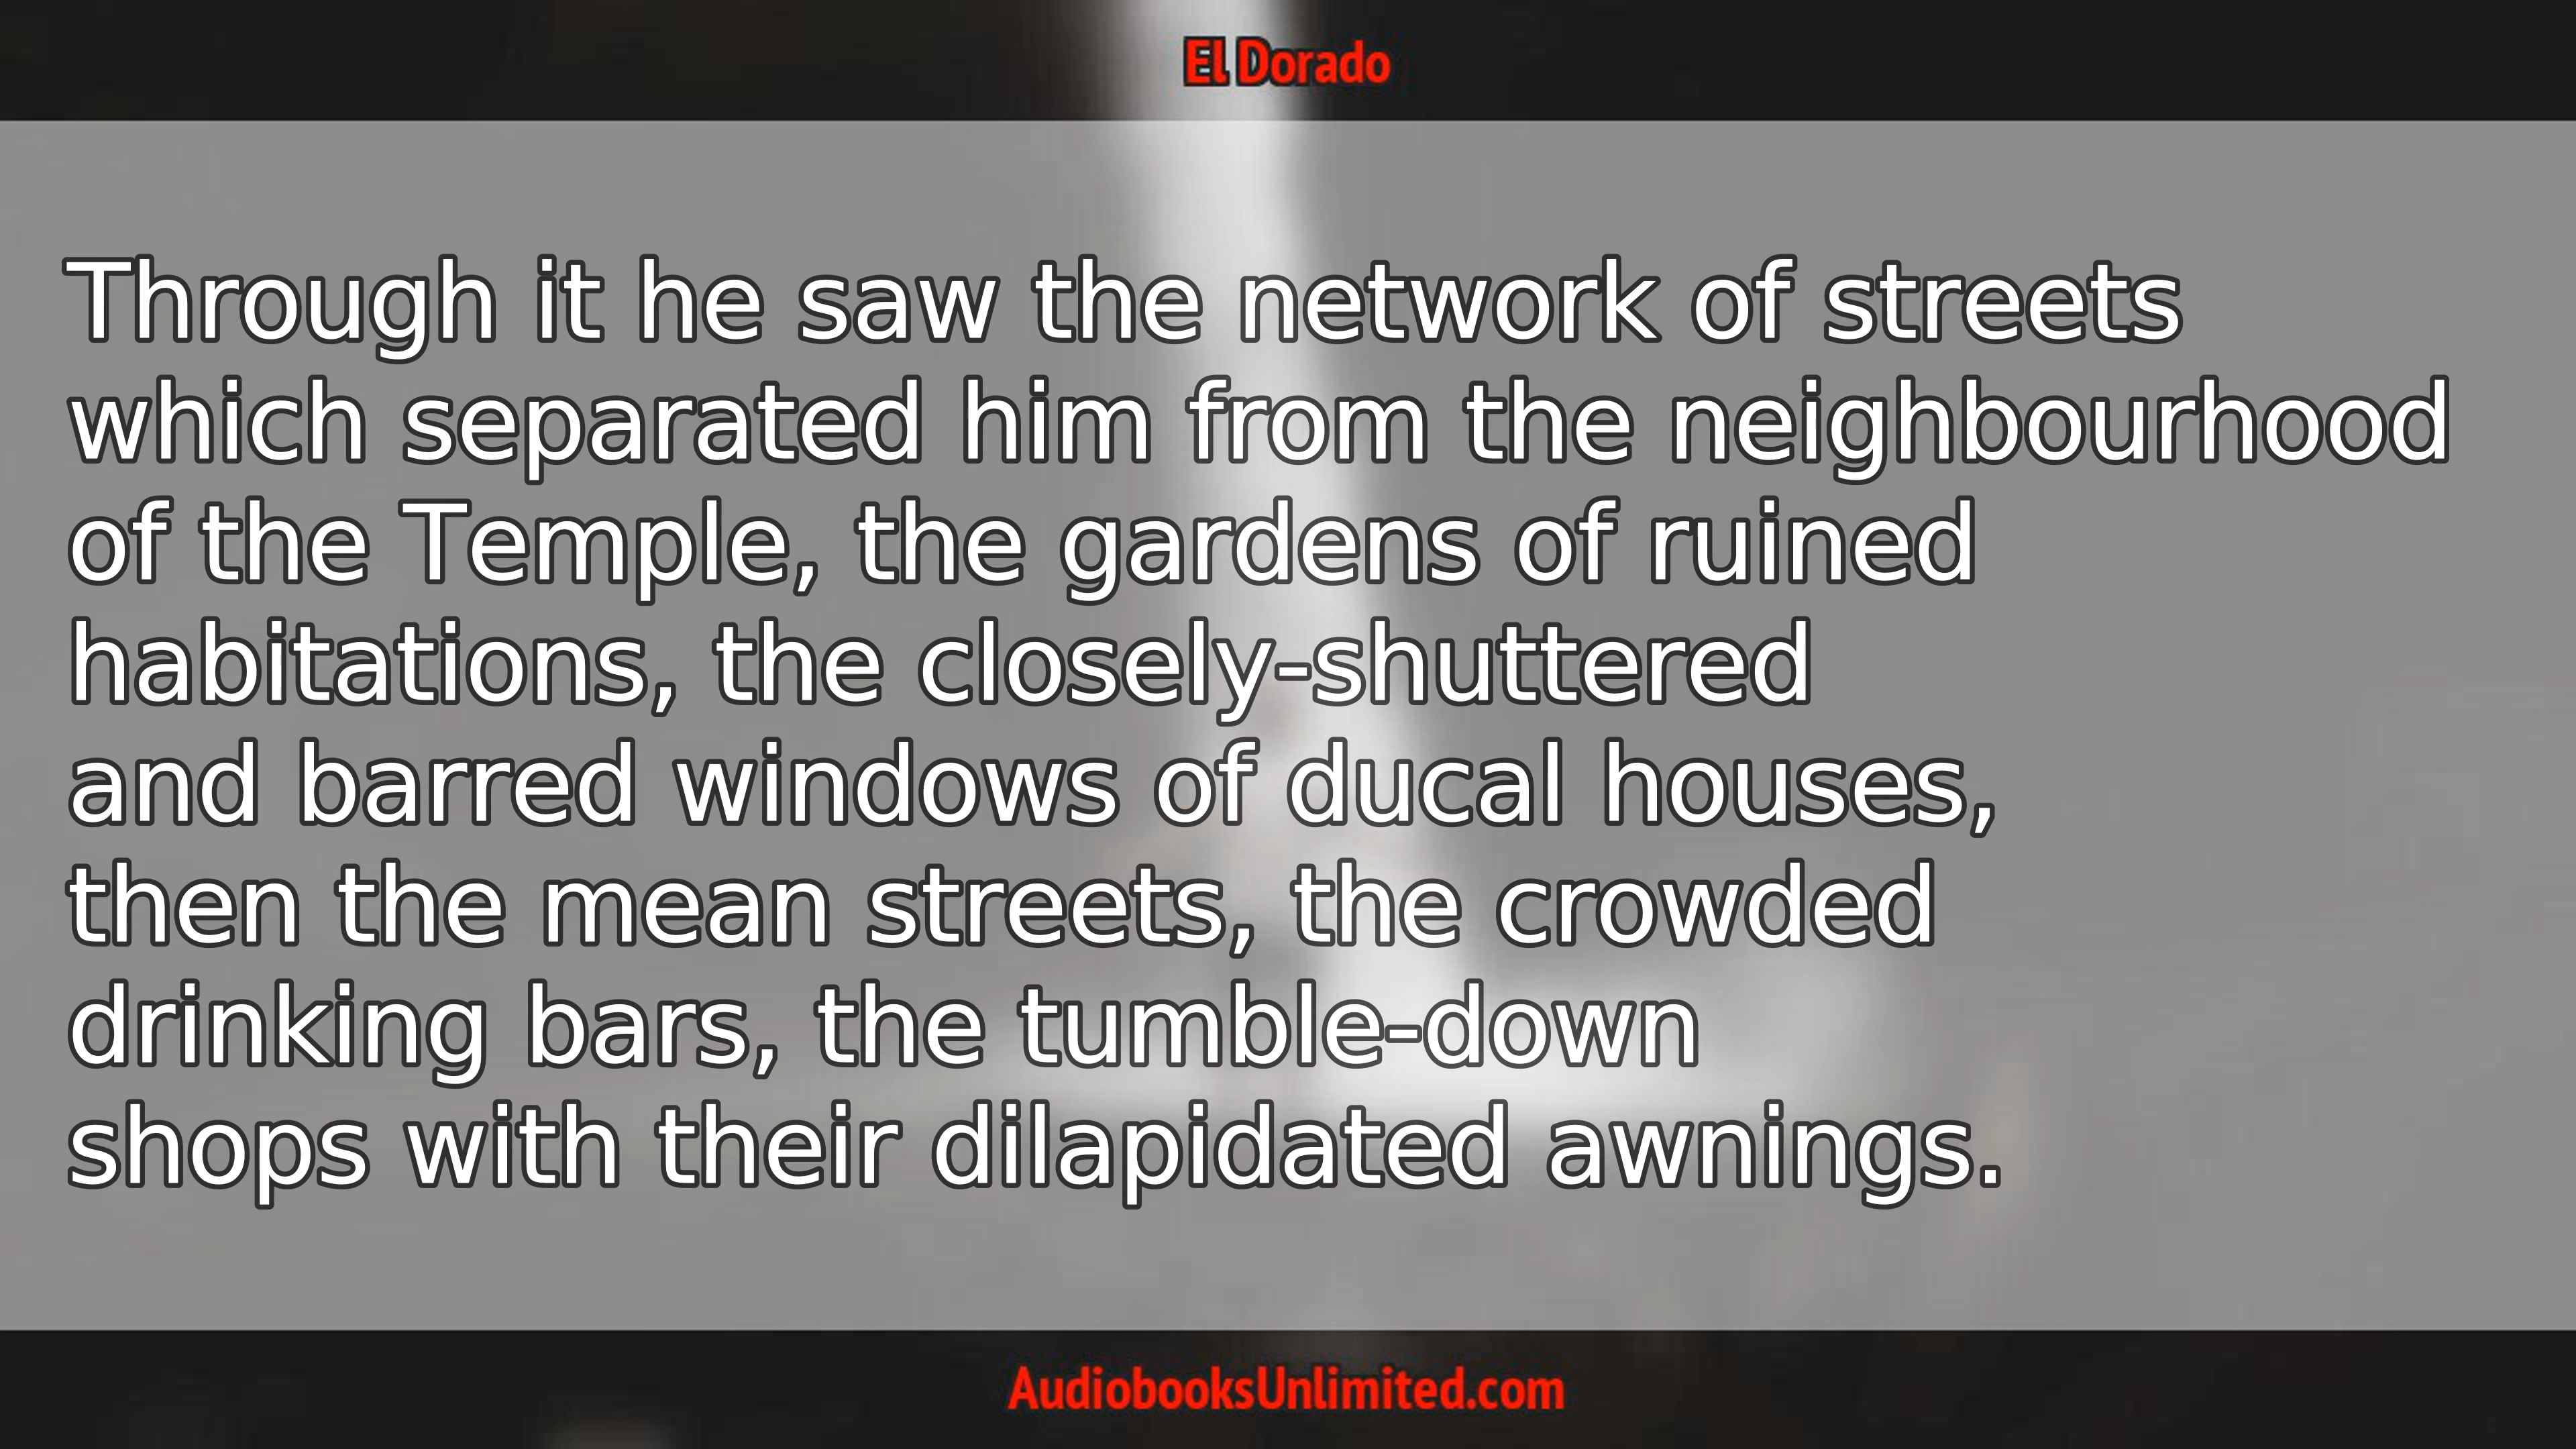 El Dorado
Through it he saw the network of streets
which separated him from the neighbourhood
of the Temple, the gardens of ruined
habitations, the closely-shuttered
and barred windows of ducal houses,
then the mean streets, the crowded
drinking bars, the tumble-down
shops with their dilapidated awnings.
AudiobooksUnlimited.com